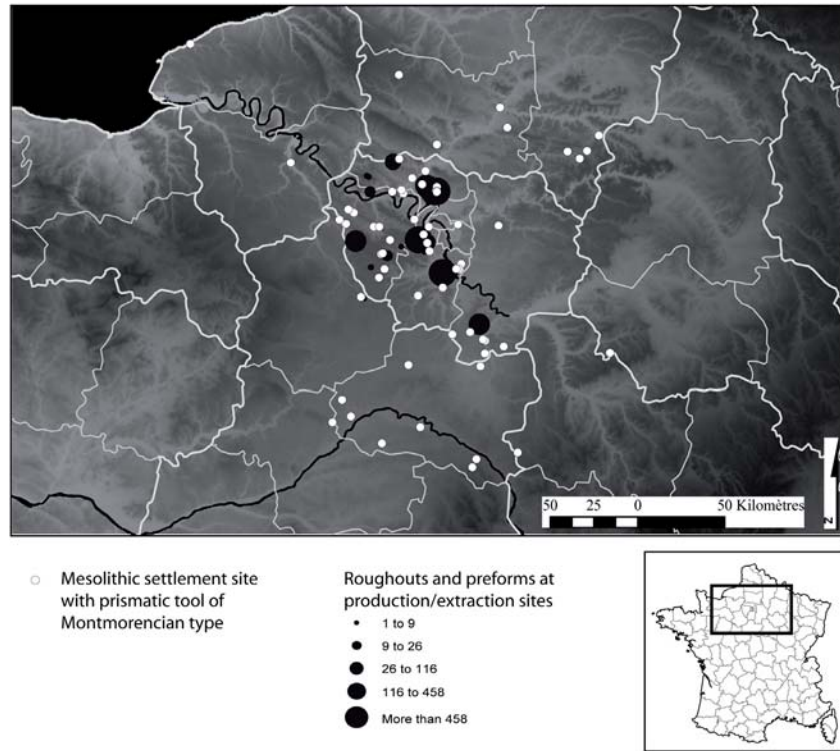 50 25 0 50 Kilomètres
N
Mesolithic settlement site
with prismatic tool of
Montmorencian type
Roughouts and preforms at
production/extraction sites
1 to 9
9 to 26
26 to 116
116 to 458
More than 458